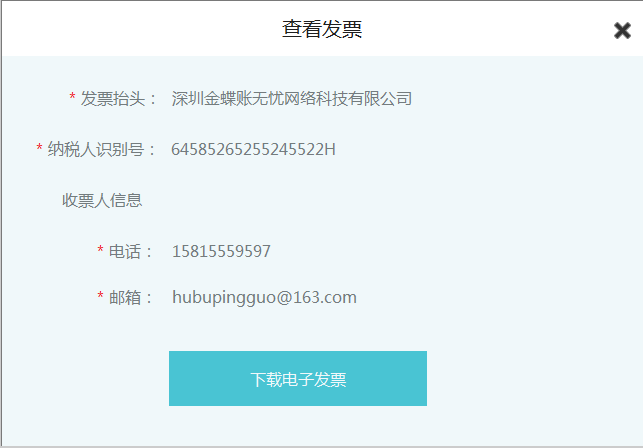 查看发票
* 发票抬头： 深圳金蝶账无忧网络科技有限公司
* 纳税人识别号： 64585265255245522H
收票人信息
* 电话： 15815559597
* 邮箱： hubupingguo@163.com
下载电子发票